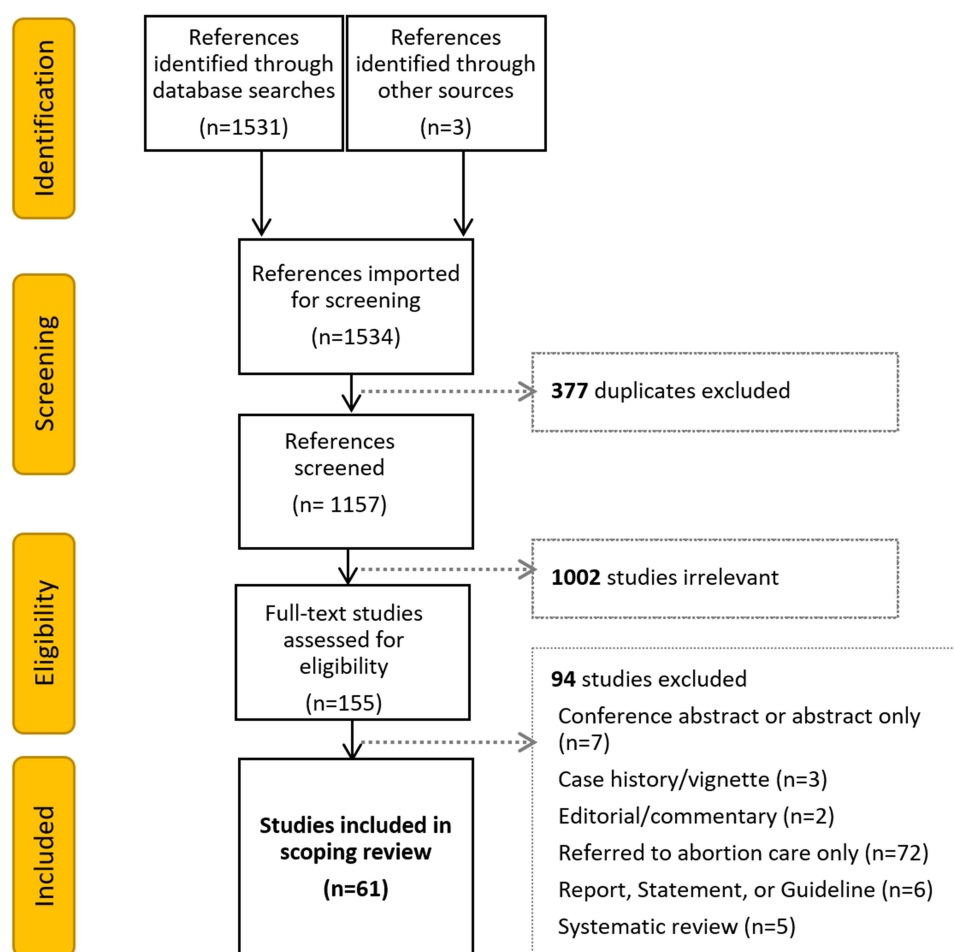 Identification
References
identified through
database searches
(n=1531)
References
identified through
other sources
(n=3)
Screening
References imported
for screening
(n=1534)
377 duplicates excluded
References
screened
(n= 1157)
Eligibility
1002 studies irrelevant
Full-text studies
assessed for
eligibility
(n=155)
94 studies excluded
Conference abstract or abstract only
(n=7)
Case history/vignette (n=3)
Editorial/commentary (n=2)
Referred to abortion care only (n=72)
Report, Statement, or Guideline (n=6)
Systematic review (n=5)
Included
Studies included in
scoping review
(n=61)